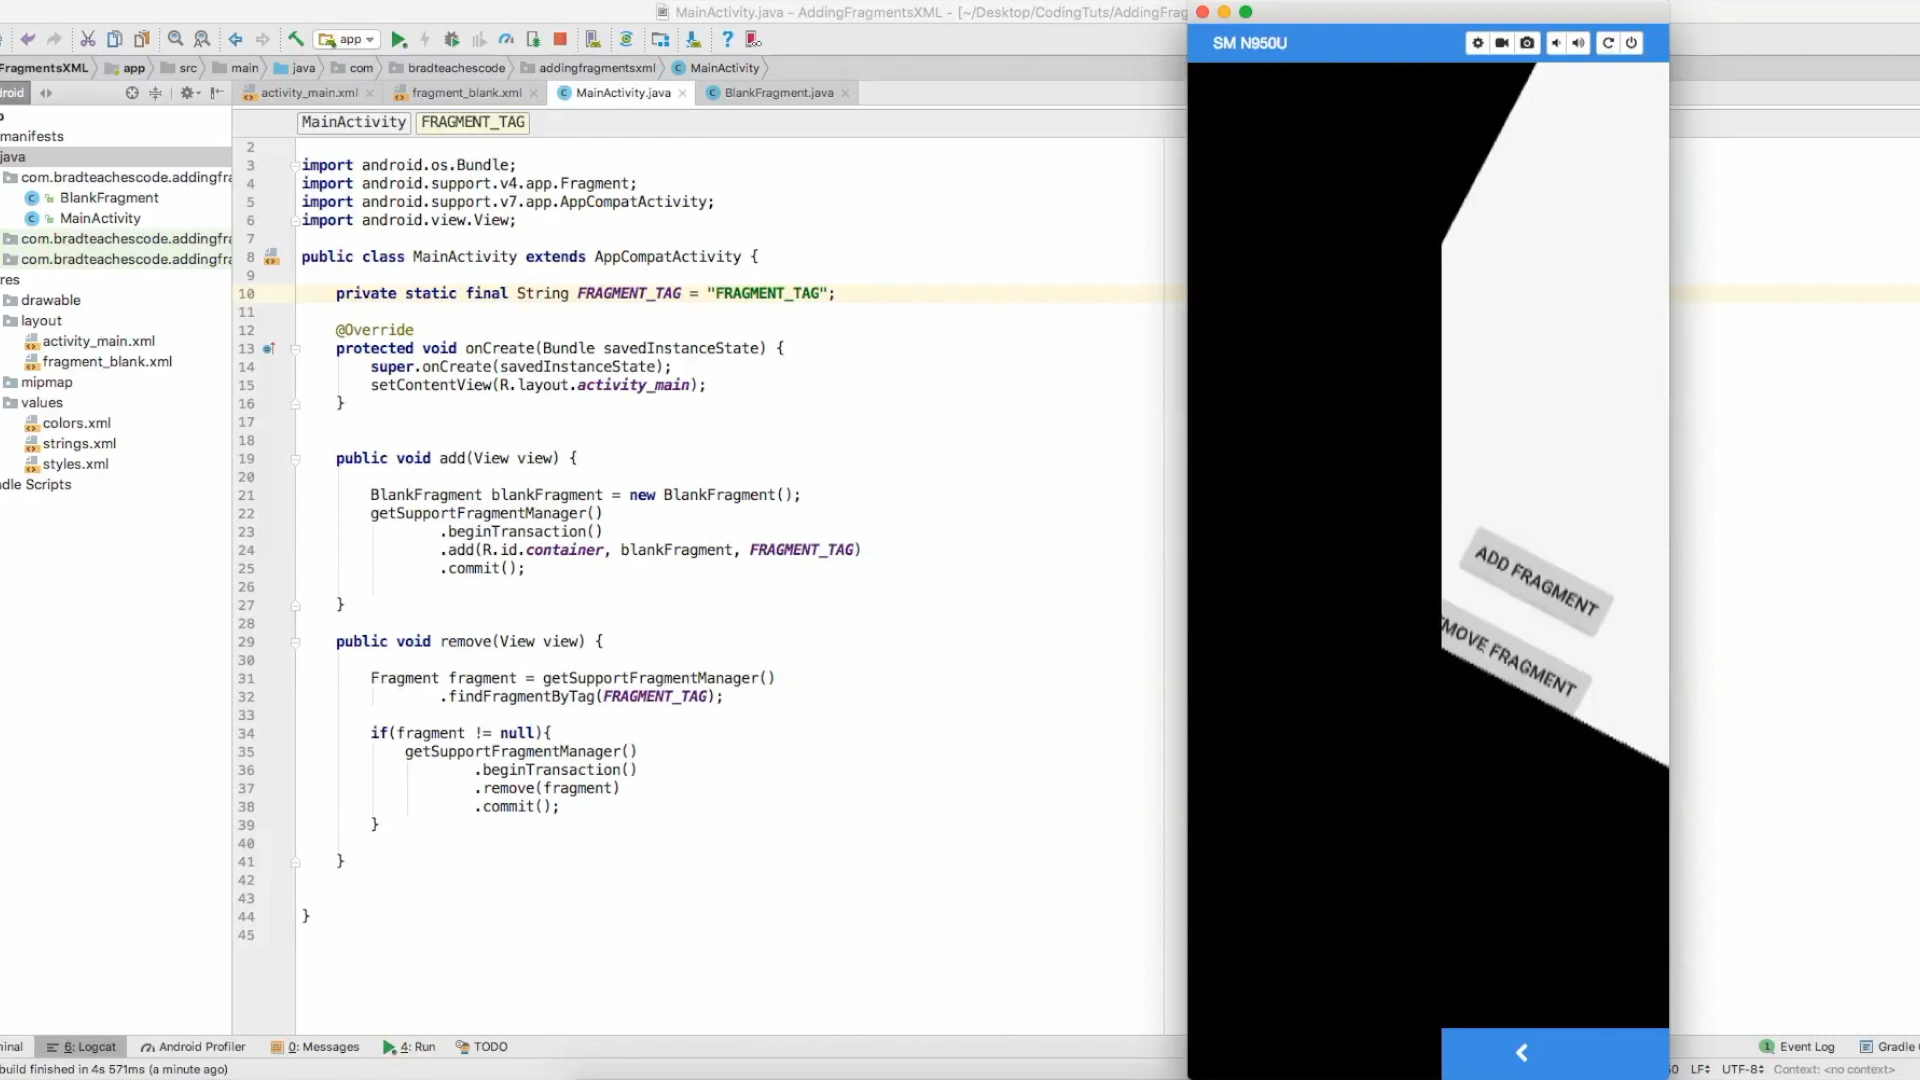 MainActivity.java - AddingFragmentsXML - [~/Desktop/CodingTuts/AddingFrag
SM N950U
app
FragmentsXML app src main java com bradteachescode addingfragmentsxml MainActivity
roid
activity_main.xml fragment_blank.xml MainActivity.java BlankFragment.java
MainActivity FRAGMENT_TAG
manifests
java
com.bradteachescode.addingfra
BlankFragment
MainActivity
com.bradteachescode.addingfra
com.bradteachescode.addingfra
res
drawable
layout
activity_main.xml
fragment_blank.xml
mipmap
values
colors.xml
strings.xml
styles.xml
dle Scripts
2
3 import android.os.Bundle;
4 import android.support.v4.app.Fragment;
5 import android.support.v7.app.AppCompatActivity;
6 import android.view.View;
7
8 public class MainActivity extends AppCompatActivity {
9
10 private static final String FRAGMENT_TAG = "FRAGMENT_TAG";
11
12 @Override
13 protected void onCreate(Bundle savedInstanceState) {
14 super.onCreate(savedInstanceState);
15 setContentView(R.layout.activity_main);
16 }
17
18
19 public void add(View view) {
20
21 BlankFragment blankFragment = new BlankFragment();
22 getSupportFragmentManager()
23 .beginTransaction()
24 .add(R.id.container, blankFragment, FRAGMENT_TAG)
25 .commit();
26
27 }
28
29 public void remove(View view) {
30
31 Fragment fragment = getSupportFragmentManager()
32 .findFragmentByTag(FRAGMENT_TAG);
33
34 if(fragment != null){
35 getSupportFragmentManager()
36 .beginTransaction()
37 .remove(fragment)
38 .commit();
39 }
40
41 }
42
43
44 }
45
ADD FRAGMENT
MOVE FRAGMENT
minal 6: Logcat Android Profiler 0: Messages 4: Run TODO
1 Event Log Gradle
build finished in 4s 571ms (a minute ago)
LF UTF-8 Context: <no context>